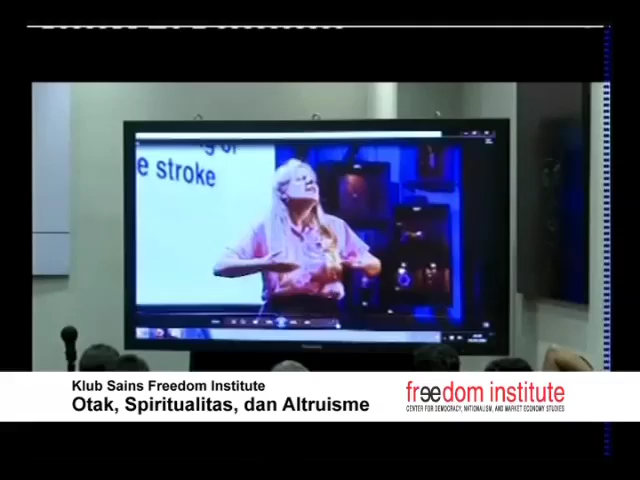 e stroke
Klub Sains Freedom Institute
Otak, Spiritualitas, dan Altruisme
freedom institute
CENTER FOR DEMOCRACY, NATIONALISM, AND MARKET ECONOMY STUDIES